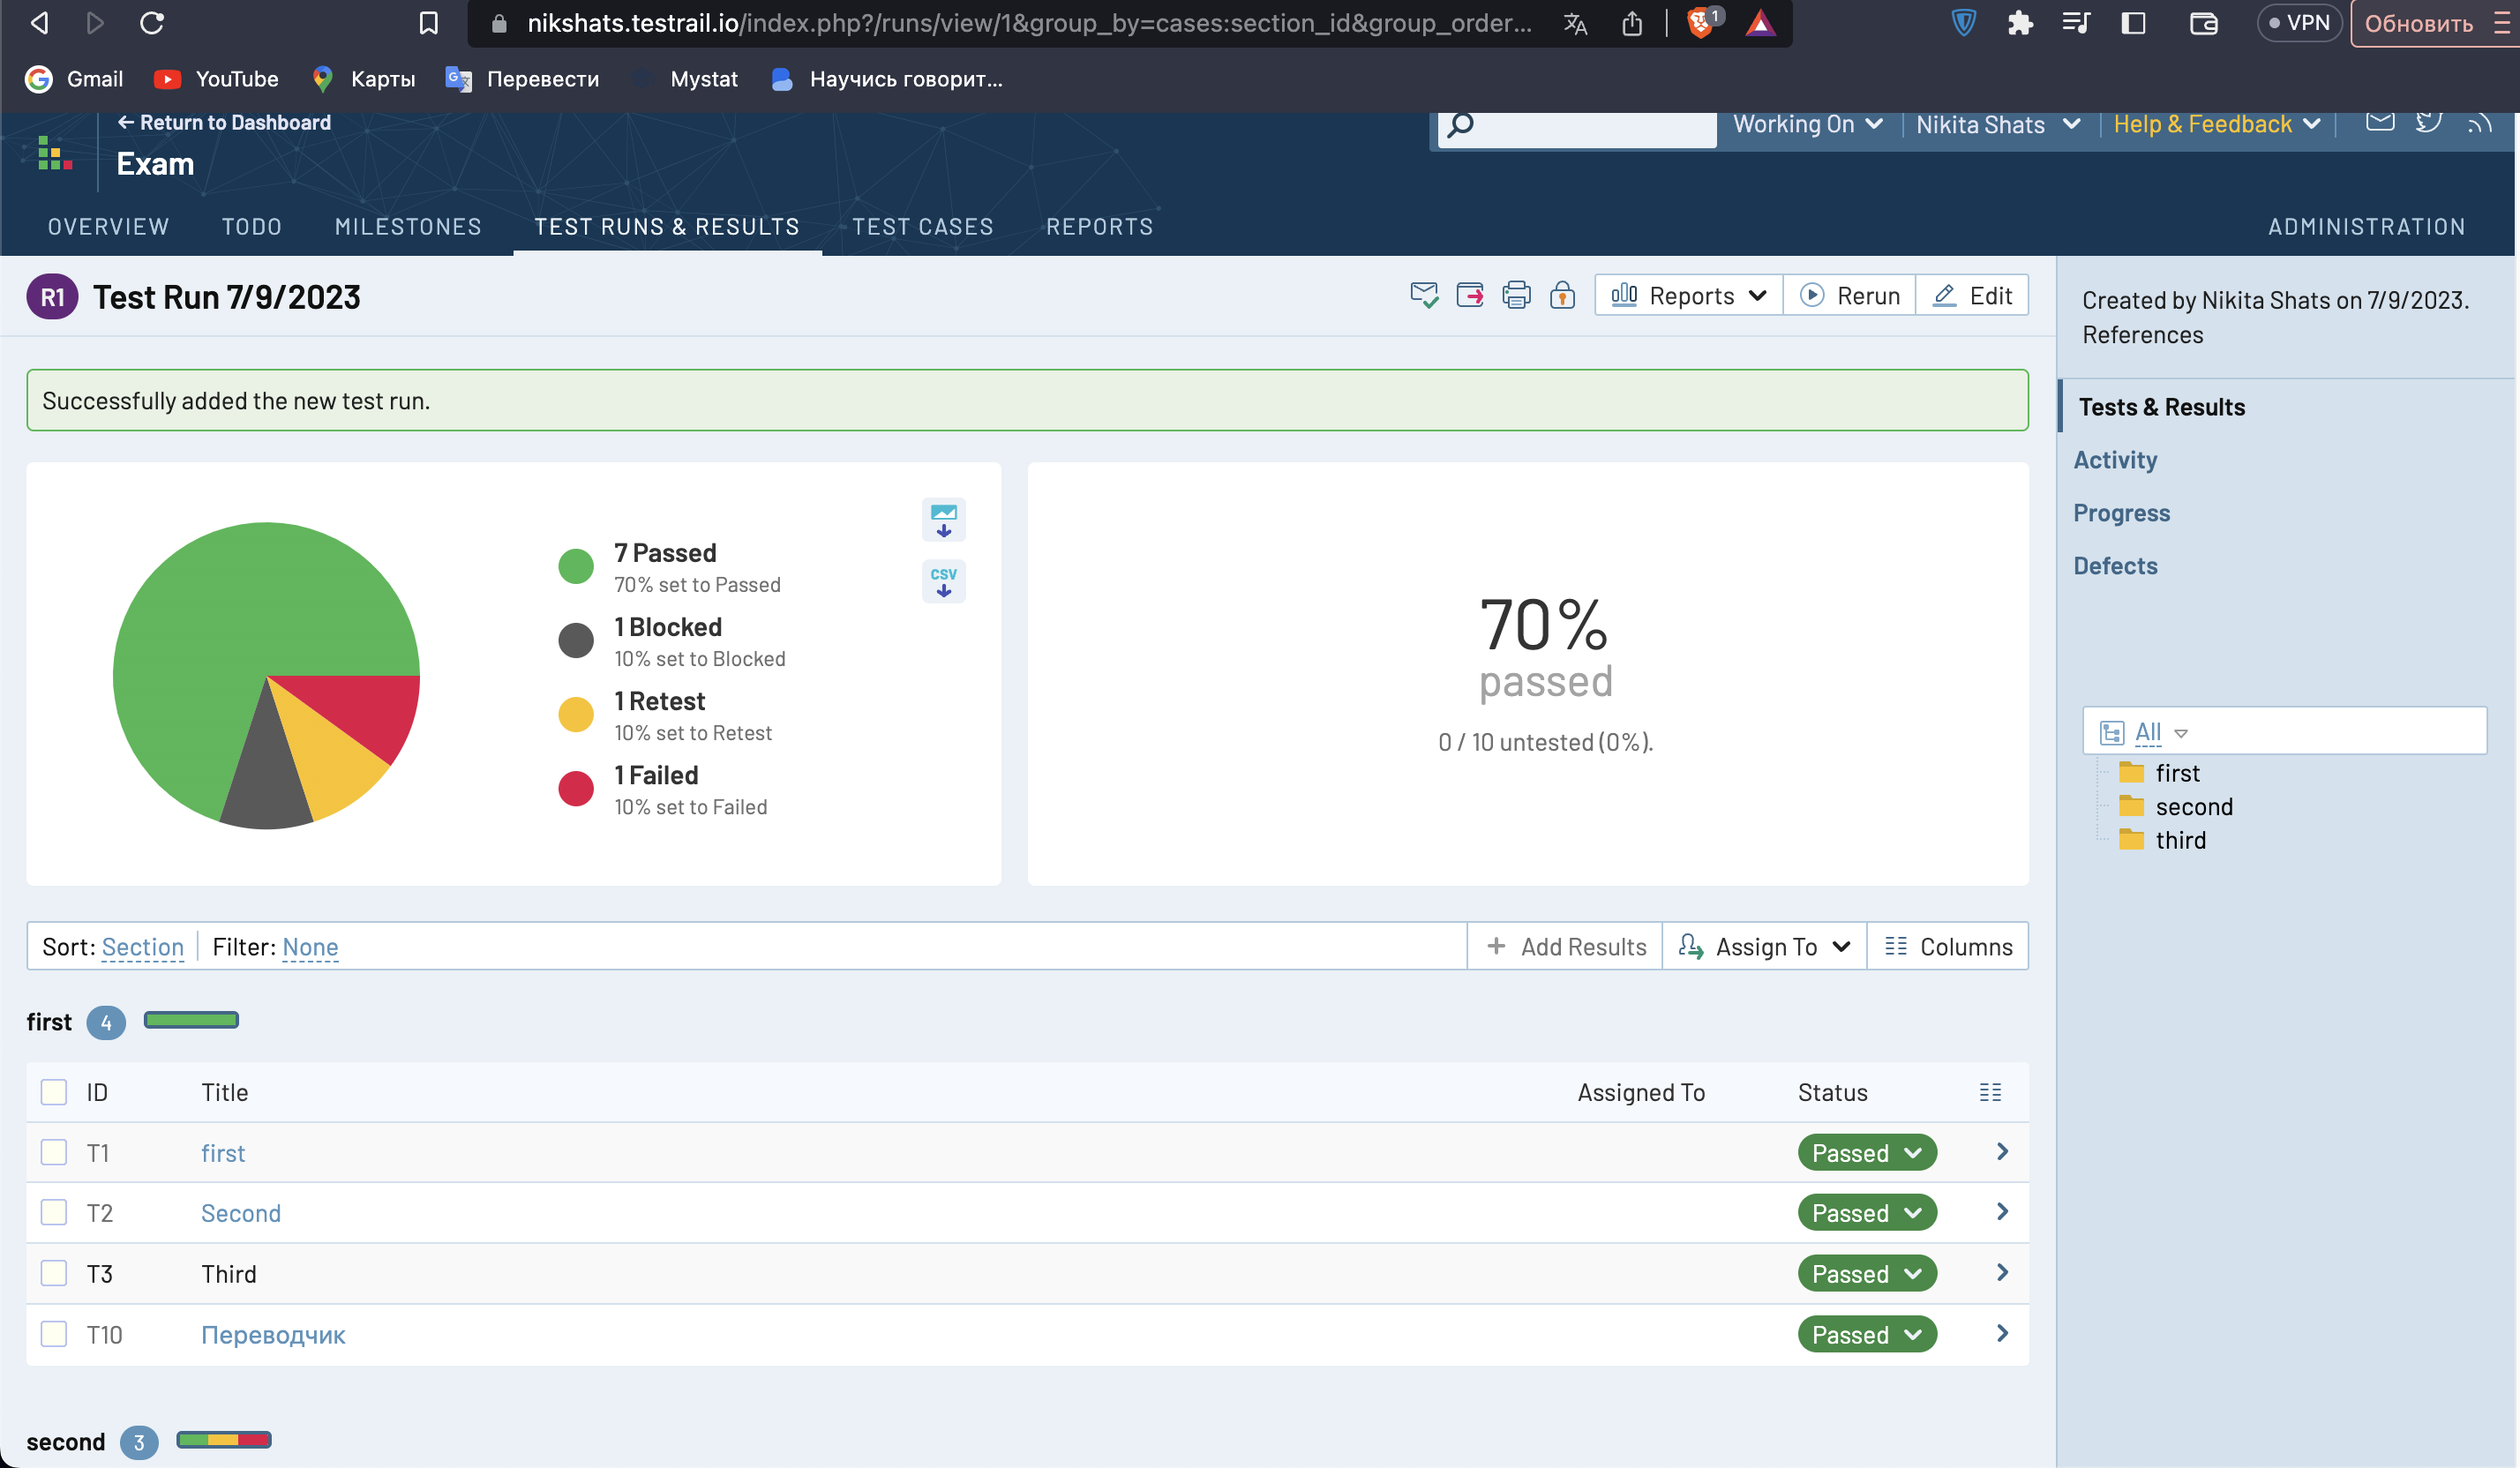 nikshats.testrail.io/index.php?/runs/view/1&group_by=cases:section_id&group_order...
1
VPN
Обновить
Gmail
YouTube
Карты
Перевести
Mystat
Научись говорит...
← Return to Dashboard
Exam
Working On
Nikita Shats
Help & Feedback
OVERVIEW
TODO
MILESTONES
TEST RUNS & RESULTS
TEST CASES
REPORTS
ADMINISTRATION
R1
Test Run 7/9/2023
Reports
Rerun
Edit
Successfully added the new test run.
7 Passed
70% set to Passed
1 Blocked
10% set to Blocked
1 Retest
10% set to Retest
1 Failed
10% set to Failed
CSV
70%
passed
0 / 10 untested (0%).
Sort: Section
Filter: None
+ Add Results
Assign To
Columns
first 4
ID Title Assigned To Status
T1 first Passed
T2 Second Passed
T3 Third Passed
T10 Переводчик Passed
second 3
Created by Nikita Shats on 7/9/2023.
References
Tests & Results
Activity
Progress
Defects
All
first
second
third